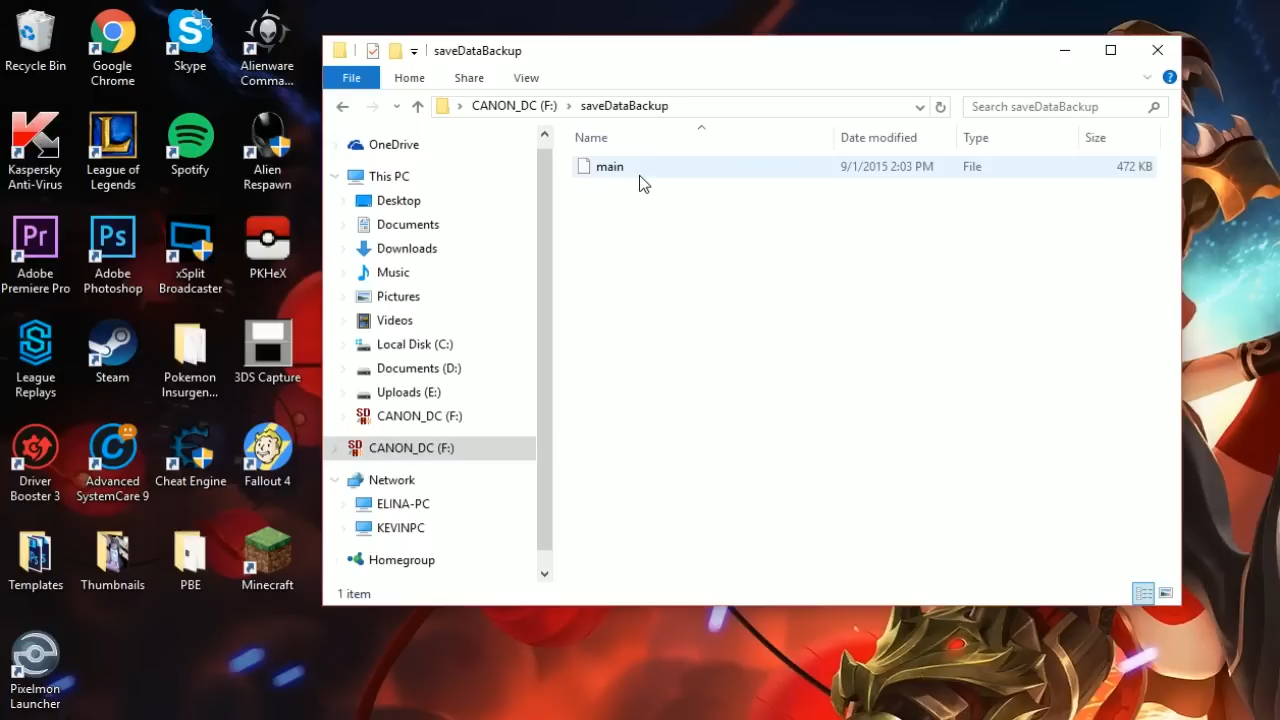 Recycle Bin
Google
Chrome
Skype
Alienware
Comma...
Kaspersky
Anti-Virus
League of
Legends
Spotify
Alien
Respawn
Pr
Adobe
Premiere Pro
Ps
Adobe
Photoshop
xSplit
Broadcaster
PKHeX
League
Replays
Steam
Pokemon
Insurgen...
3DS Capture
Driver
Booster 3
Advanced
SystemCare 9
Cheat Engine
Fallout 4
Templates
Thumbnails
PBE
Minecraft
Pixelmon
Launcher
saveDataBackup
File
Home
Share
View
CANON_DC (F:)
saveDataBackup
Search saveDataBackup
OneDrive
This PC
Desktop
Documents
Downloads
Music
Pictures
Videos
Local Disk (C:)
Documents (D:)
Uploads (E:)
CANON_DC (F:)
CANON_DC (F:)
Network
ELINA-PC
KEVINPC
Homegroup
Name
Date modified
Type
Size
main
9/1/2015 2:03 PM
File
472 KB
1 item